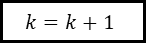 k = k + 1